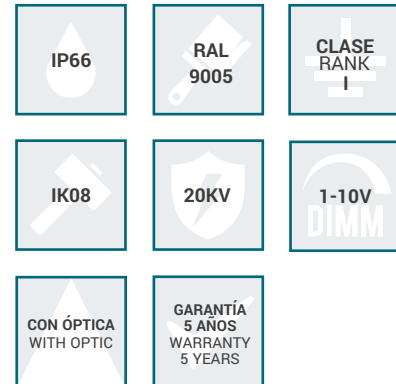 IP66
RAL
9005
CLASE
RANK
I
IK08
20KV
1-10V
DIMM
CON ÓPTICA
WITH OPTIC
GARANTÍA
5 AÑOS
WARRANTY
5 YEARS